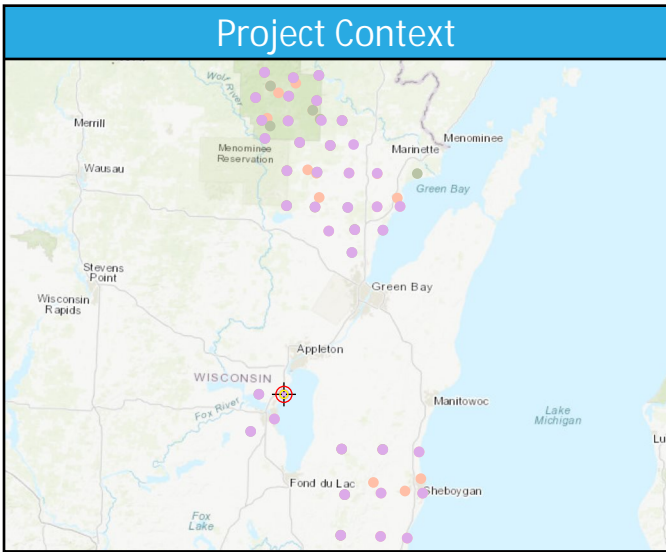 Project Context
Wolf
River
Merrill
Menominee
Marinette
Menominee
Reservation
Wausau
Green Bay
Stevens
Point
Green Bay
Wisconsin
Rapids
Appleton
WISCONSIN
Fox River
Manitowoc
Lake
Michigan
Lu
Fond du Lac
Sheboygan
Fox
Lake